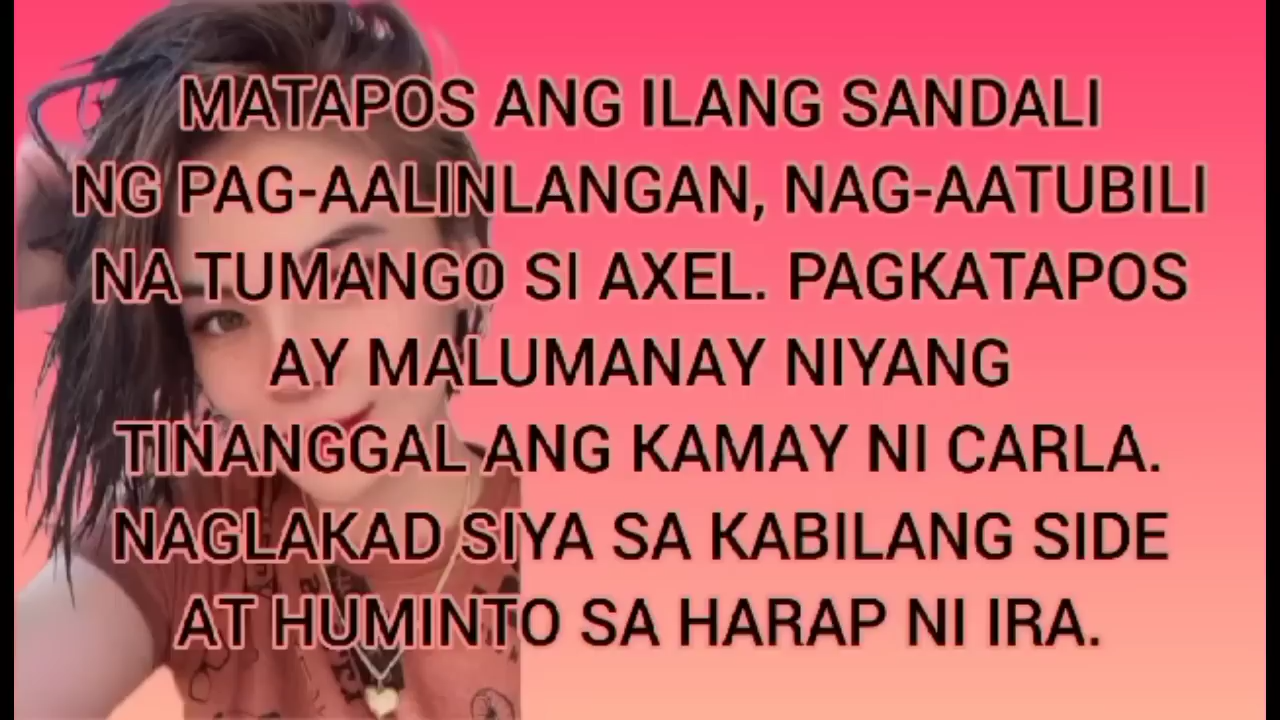 MATAPOS ANG ILANG SANDALI
NG PAG-AALINLANGAN, NAG-AATUBILI
NA TUMANGO SI AXEL. PAGKATAPOS
AY MALUMANAY NIYANG
TINANGGAL ANG KAMAY NI CARLA.
NAGLAKAD SIYA SA KABILANG SIDE
AT HUMINTO SA HARAP NI IRA.